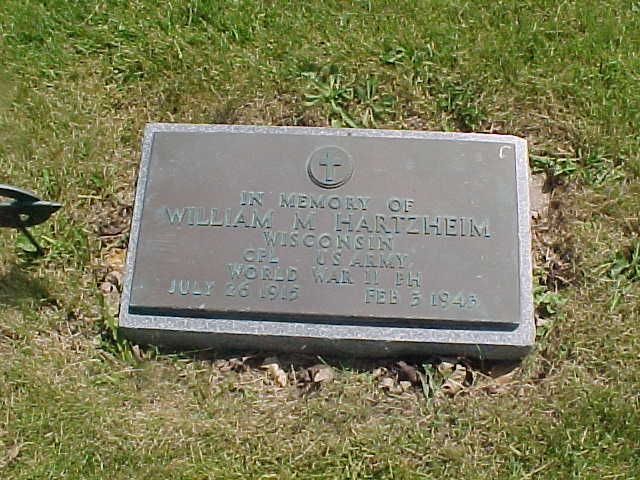 IN MEMORY OF
WILLIAM M HARTZHEIM
WISCONSIN
CPL US ARMY
WORLD WAR II PH
JULY 26 1915 FEB 3 1943